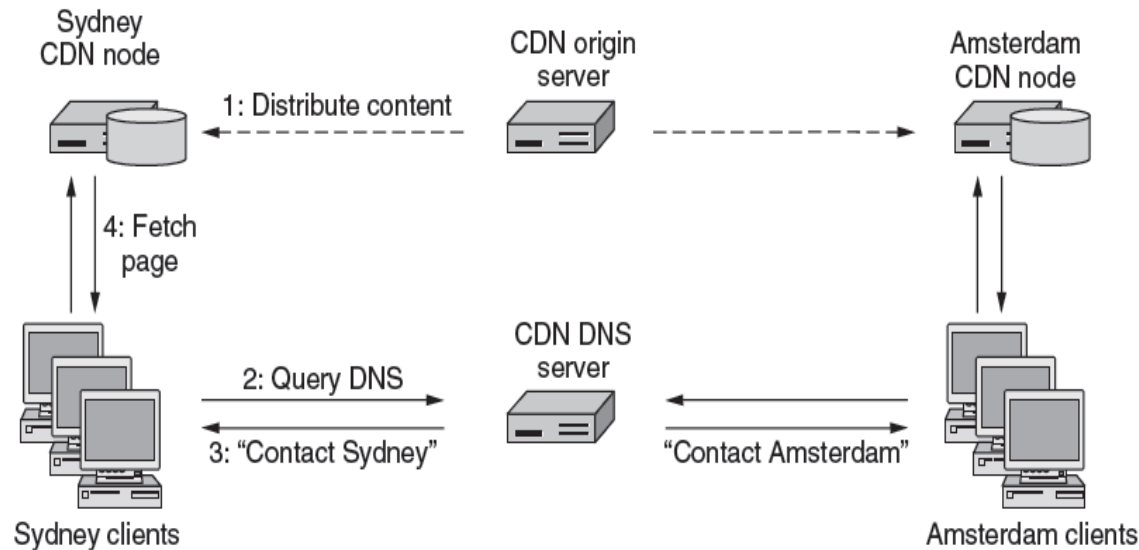 Sydney
CDN node
CDN origin
server
Amsterdam
CDN node
1: Distribute content
4: Fetch
page
CDN DNS
server
2: Query DNS
3: “Contact Sydney”
“Contact Amsterdam”
Sydney clients
Amsterdam clients